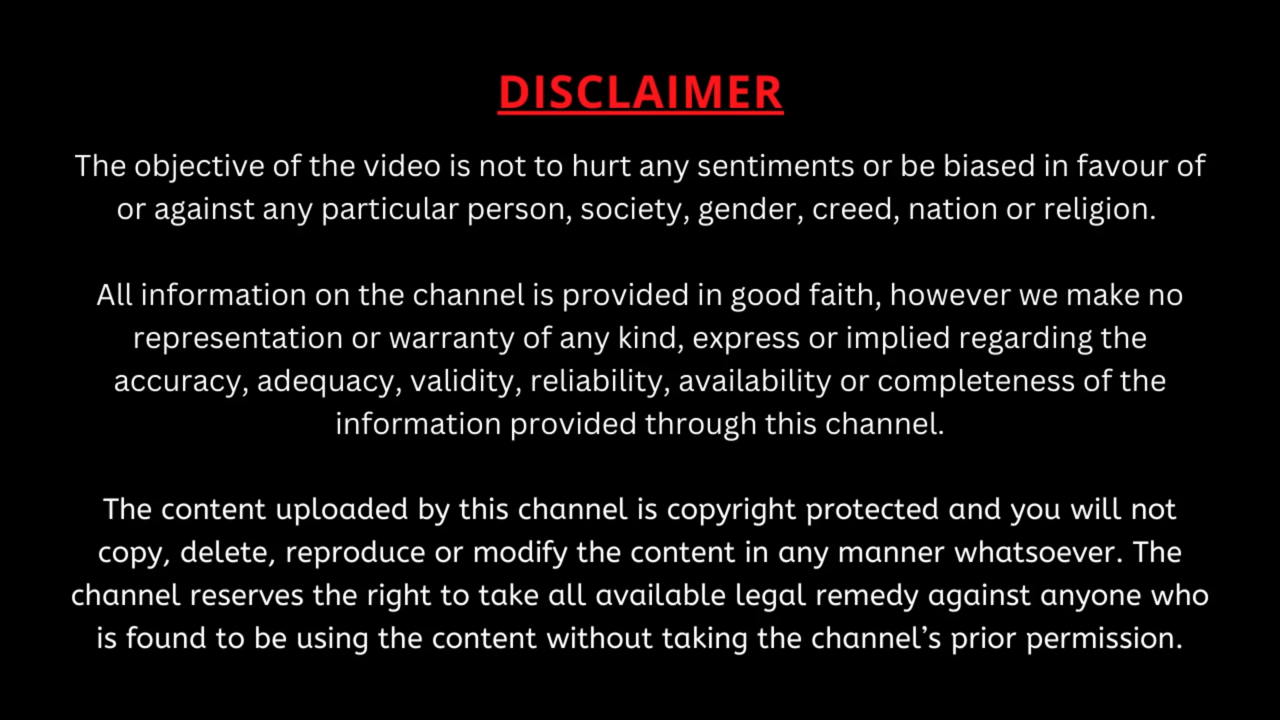 DISCLAIMER
The objective of the video is not to hurt any sentiments or be biased in favour of
or against any particular person, society, gender, creed, nation or religion.
All information on the channel is provided in good faith, however we make no
representation or warranty of any kind, express or implied regarding the
accuracy, adequacy, validity, reliability, availability or completeness of the
information provided through this channel.
The content uploaded by this channel is copyright protected and you will not
copy, delete, reproduce or modify the content in any manner whatsoever. The
channel reserves the right to take all available legal remedy against anyone who
is found to be using the content without taking the channel’s prior permission.